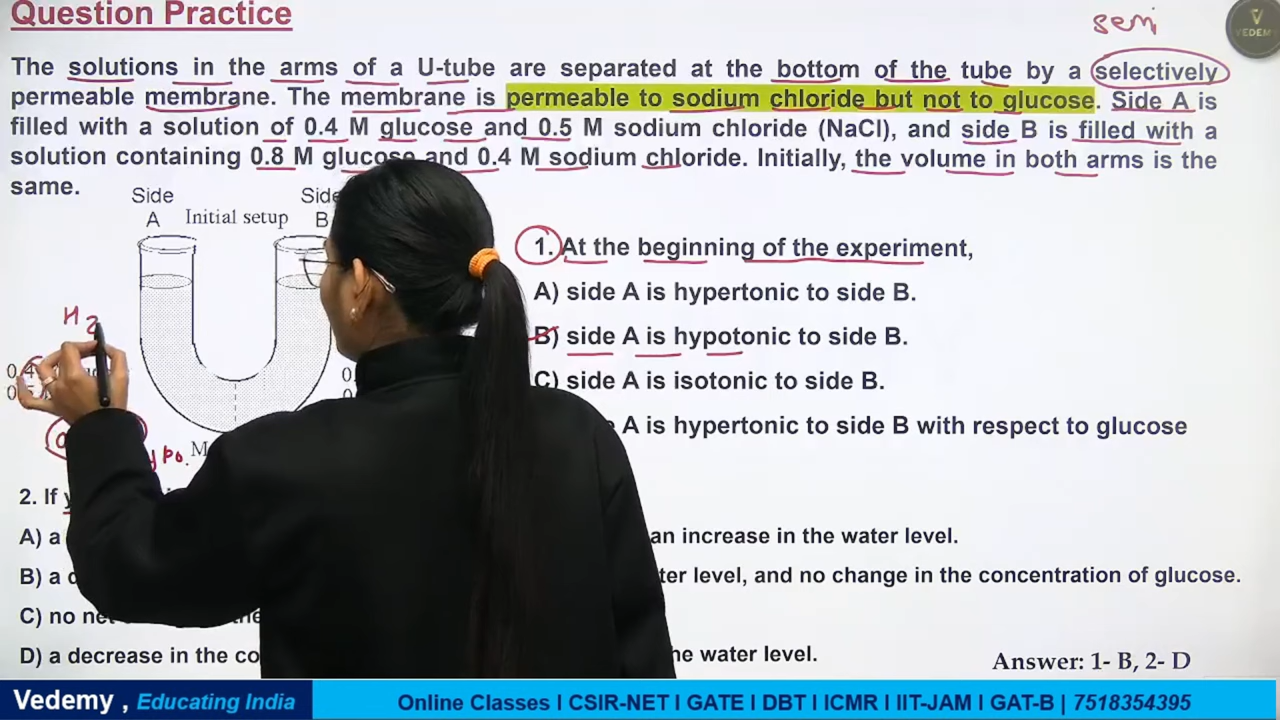 Question Practice
semi
VEDEMY
The solutions in the arms of a U-tube are separated at the bottom of the tube by a selectively
permeable membrane. The membrane is permeable to sodium chloride but not to glucose. Side A is
filled with a solution of 0.4 M glucose and 0.5 M sodium chloride (NaCl), and side B is filled with a
solution containing 0.8 M glucose and 0.4 M sodium chloride. Initially, the volume in both arms is the
same.
Side A
Initial setup
Side B
H2
1. At the beginning of the experiment,
A) side A is hypertonic to side B.
B) side A is hypotonic to side B.
C) side A is isotonic to side B.
A is hypertonic to side B with respect to glucose
2. If
A) a an increase in the water level.
B) a level, and no change in the concentration of glucose.
C) no
D) a decrease in the water level.
Answer: 1- B, 2- D
Vedemy , Educating India
Online Classes I CSIR-NET I GATE I DBT I ICMR I IIT-JAM I GAT-B | 7518354395